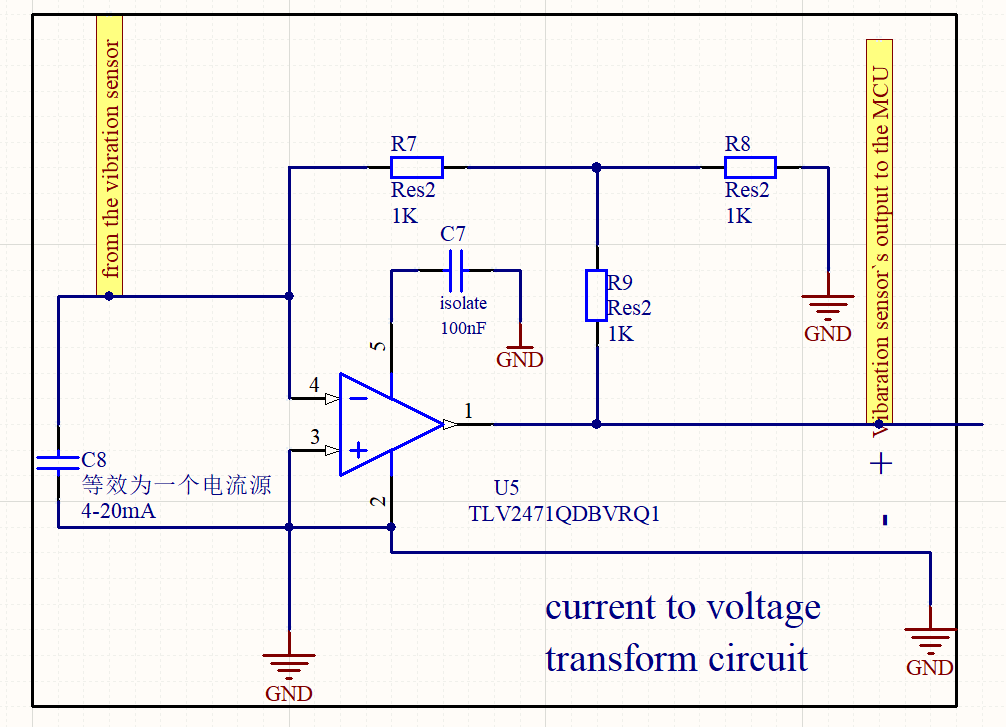 from the vibration sensor
Vibaration sensor`s output to the MCU
R7
Res2
1K
R8
Res2
1K
C7
isolate
100nF
GND
R9
Res2
1K
GND
5
4
3
1
2
C8
等效为一个电流源
4-20mA
U5
TLV2471QDBVRQ1
+
-
current to voltage
transform circuit
GND
GND